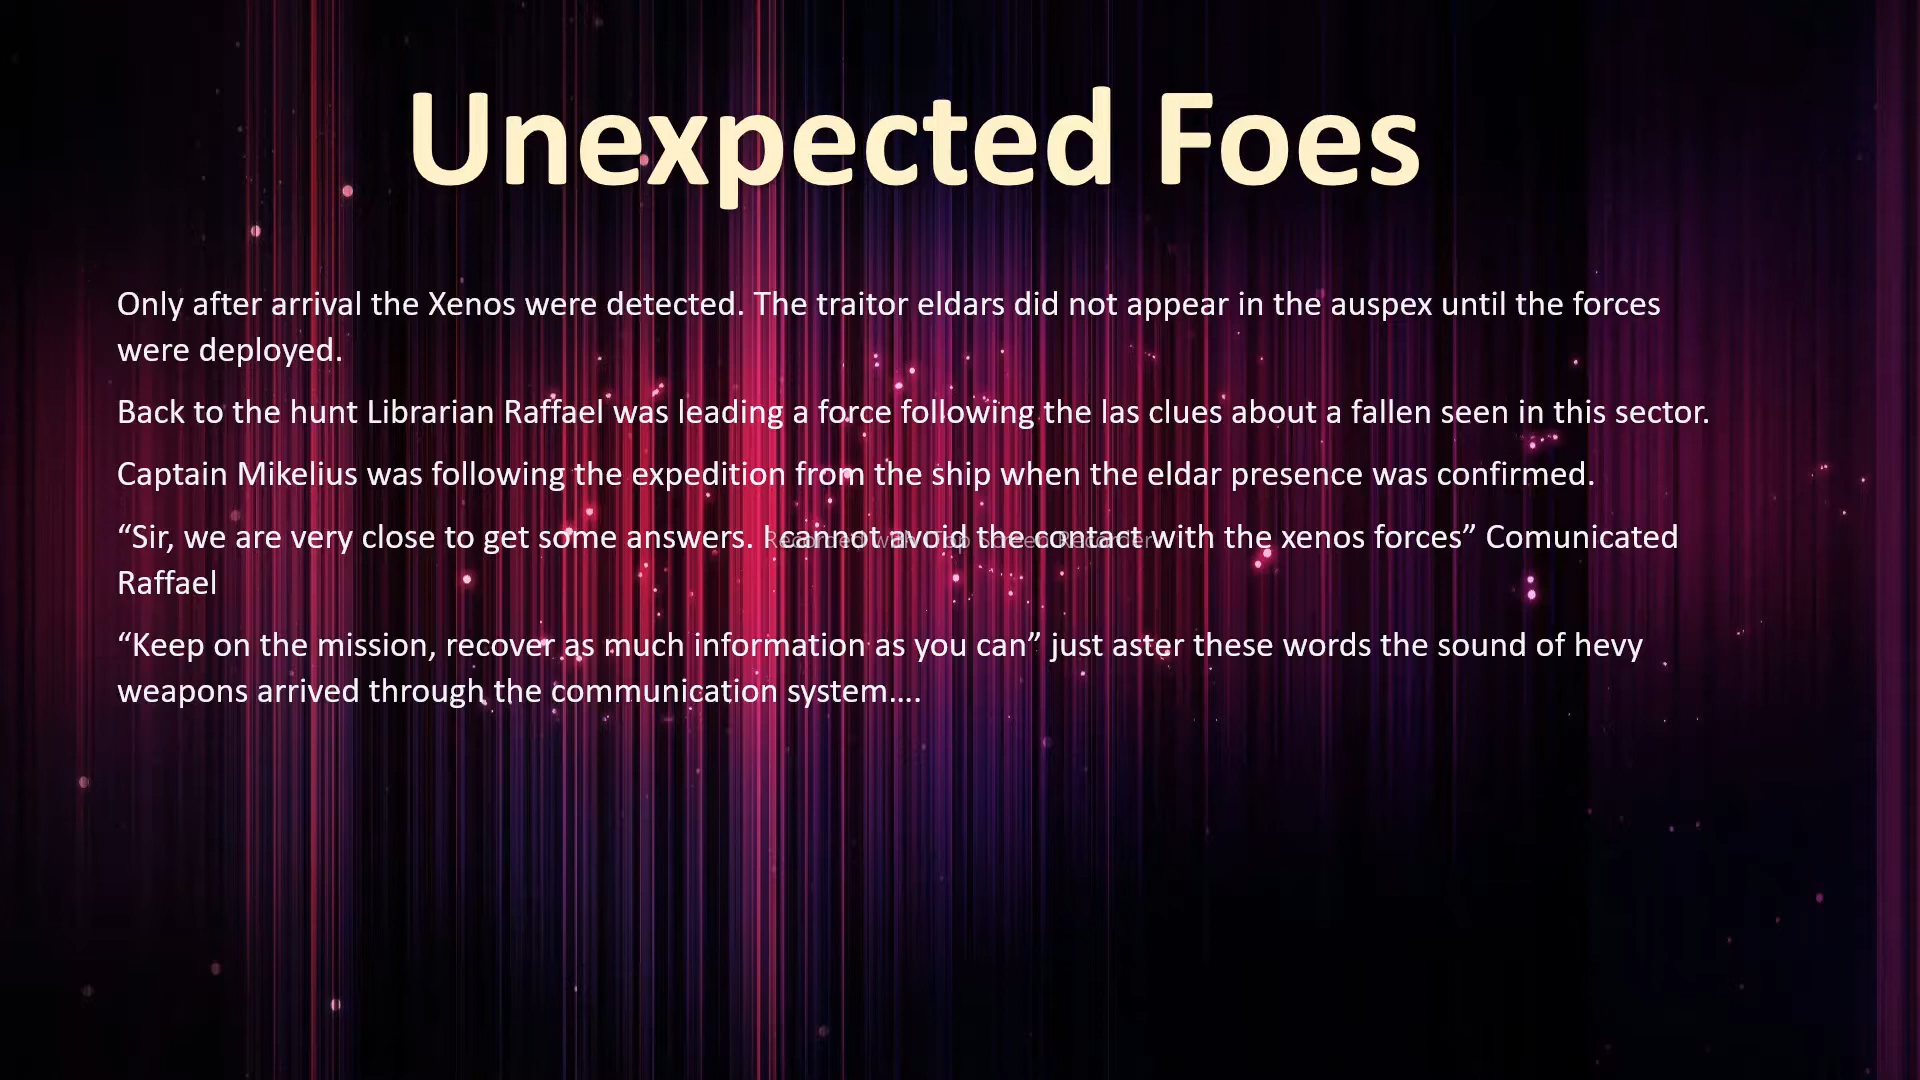 Unexpected Foes
Only after arrival the Xenos were detected. The traitor eldars did not appear in the auspex until the forces
were deployed.
Back to the hunt Librarian Raffael was leading a force following the las clues about a fallen seen in this sector.
Captain Mikelius was following the expedition from the ship when the eldar presence was confirmed.
“Sir, we are very close to get some answers. I cannot avoid the contact with the xenos forces” Comunicated
Raffael
“Keep on the mission, recover as much information as you can” just aster these words the sound of hevy
weapons arrived through the communication system….
Recorded with Screen Recorder